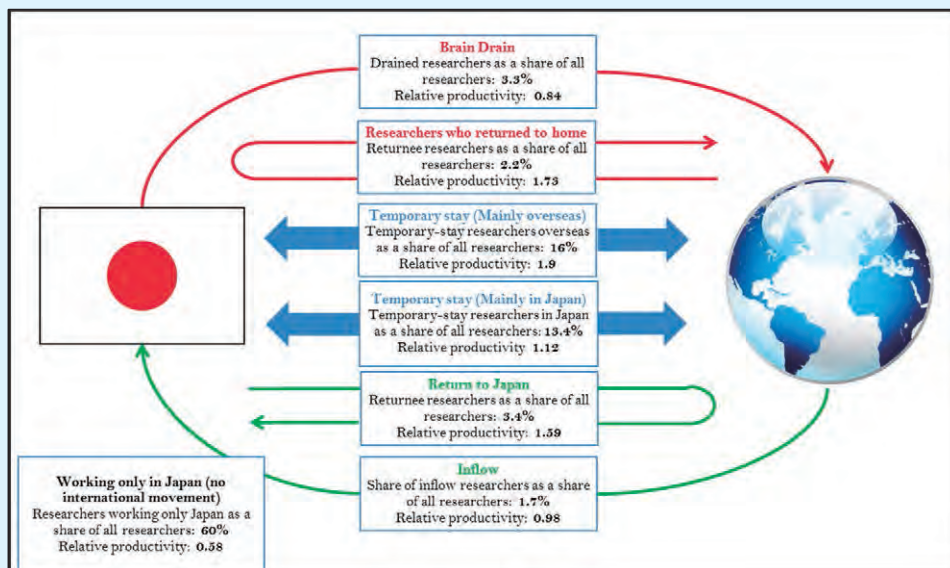 Brain Drain
Drained researchers as a share of all
researchers: 3.3%
Relative productivity: 0.84
Researchers who returned to home
Returnee researchers as a share of all
researchers: 2.2%
Relative productivity: 1.73
Temporary stay (Mainly overseas)
Temporary-stay researchers overseas
as a share of all researchers: 16%
Relative productivity: 1.9
Temporary stay (Mainly in Japan)
Temporary-stay researchers in Japan
as a share of all researchers: 13.4%
Relative productivity 1.12
Return to Japan
Returnee researchers as a share of all
researchers: 3.4%
Relative productivity: 1.59
Inflow
Share of inflow researchers as a share
of all researchers: 1.7%
Relative productivity: 0.98
Working only in Japan (no
international movement)
Researchers working only Japan as a
share of all researchers: 60%
Relative productivity: 0.58